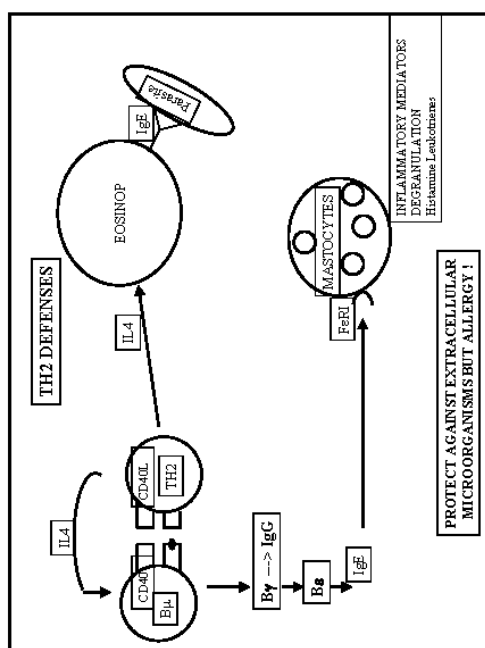 TH2 DEFENSES
IL4
CD40
Bµ
CD40L
TH2
IL4
EOSINOP
IgE
Parasite
Bγ ---> IgG
Bε
IgE
FεRI
MASTOCYTES
INFLAMMATORY MEDIATORS
DEGRANULATION
Histamine Leukotrienes
PROTECT AGAINST EXTRACELLULAR
MICROORGANISMS BUT ALLERGY !